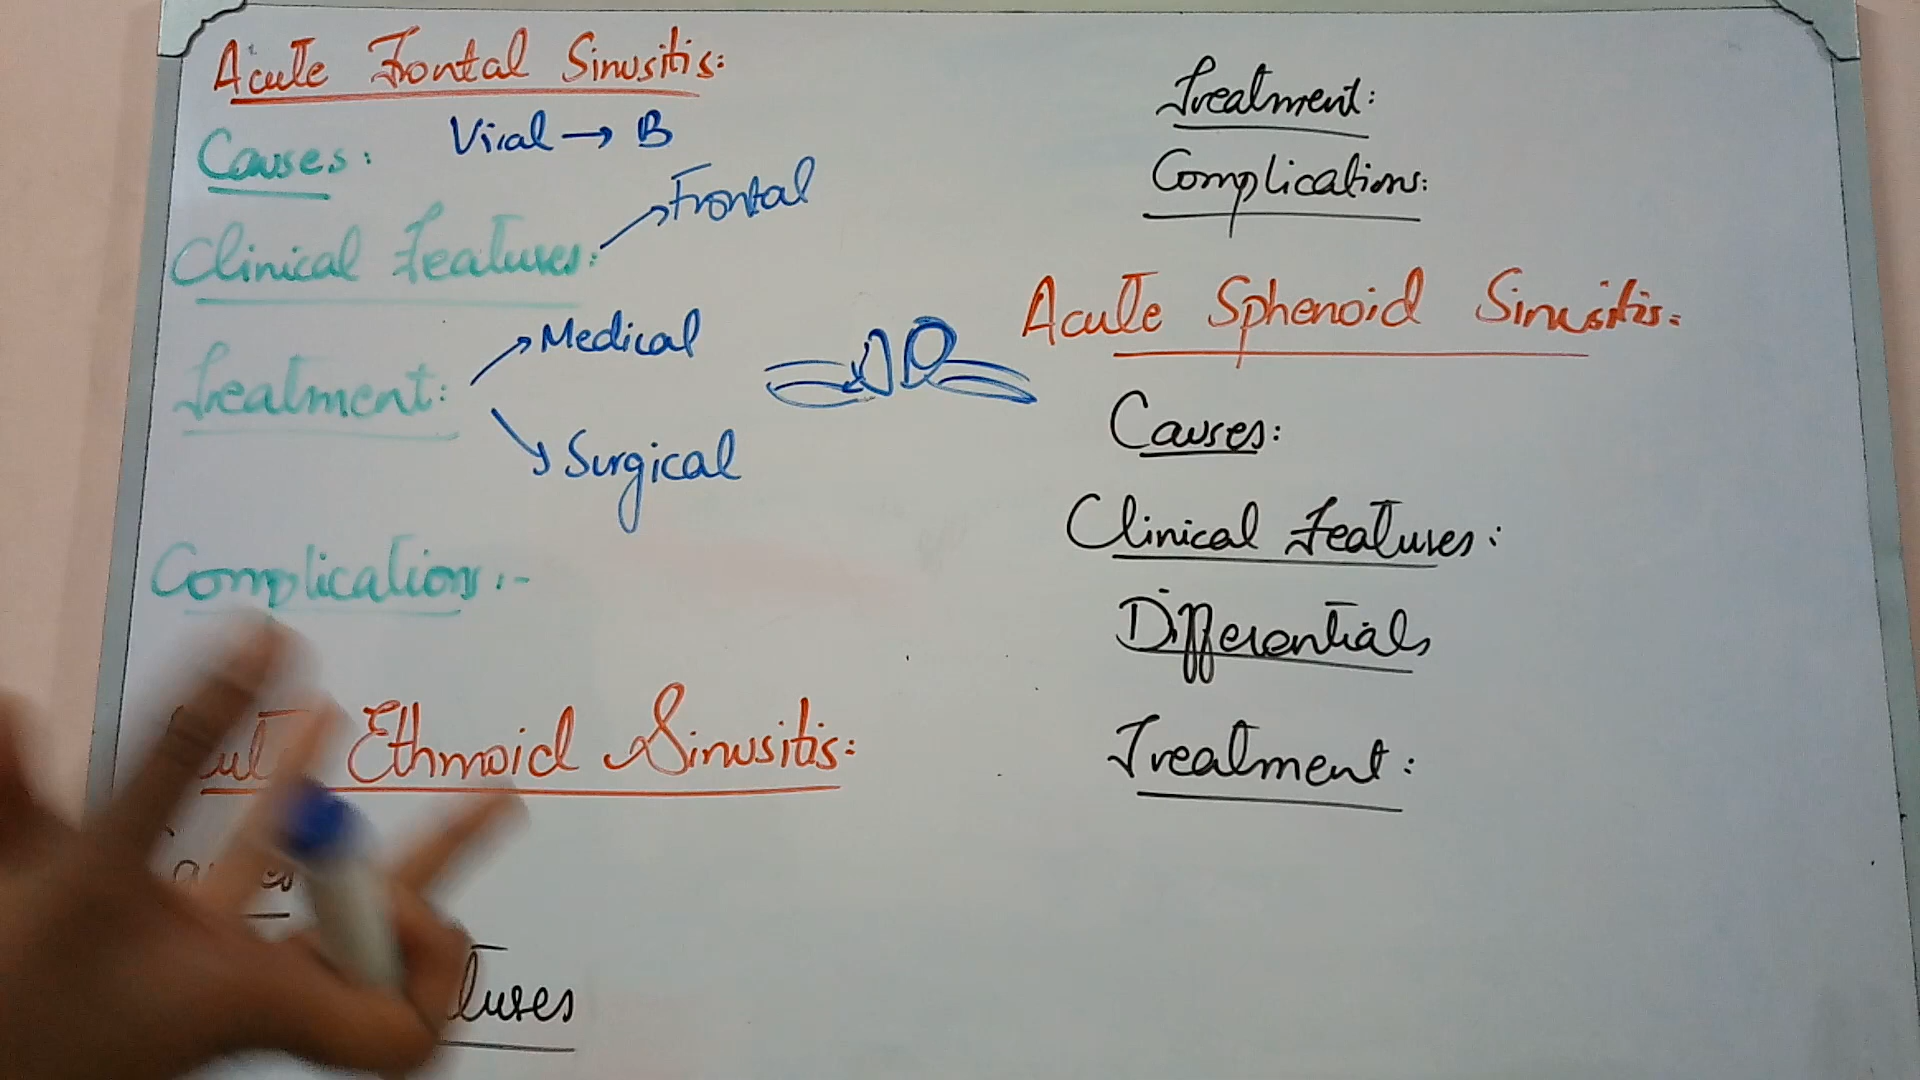 Acute Frontal Sinusitis:
Causes: Viral → B
Clinical Features: → Frontal
Treatment: → Medical
→ Surgical
Complications:-
Ethmoid Sinusitis:
Treatment:
Complications:
Acute Sphenoid Sinusitis:
Causes:
Clinical Features:
Differentials
Treatment: